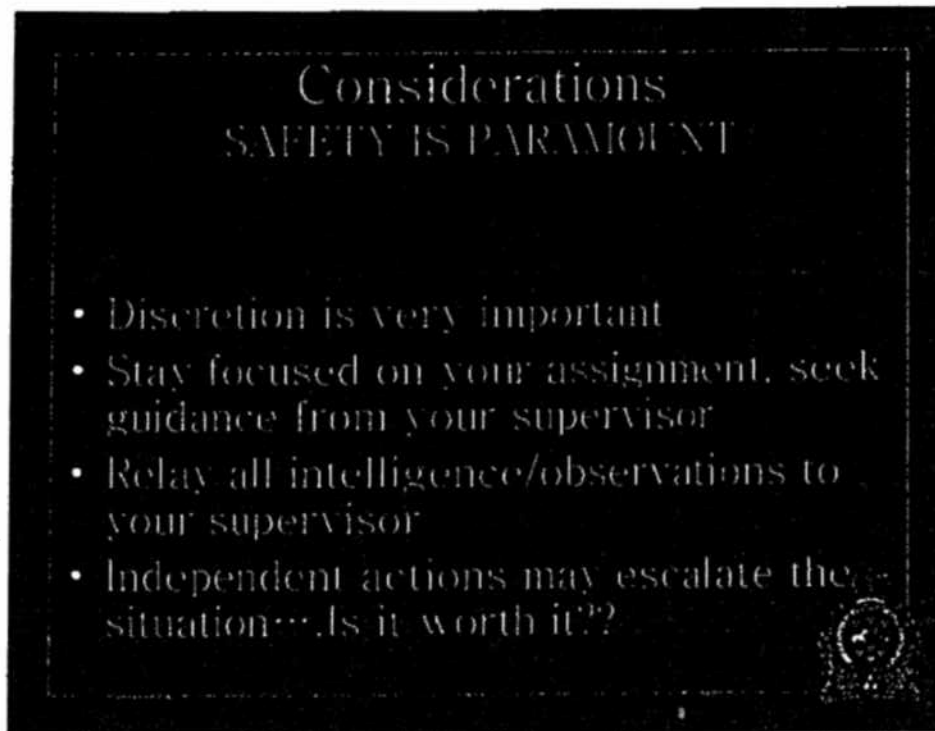 Considerations
SAFETY IS PARAMOUNT
• Discretion is very important
• Stay focused on your assignment, seek
guidance from your supervisor
• Relay all intelligence/observations to
your supervisor
• Independent actions may escalate the
situation….Is it worth it??